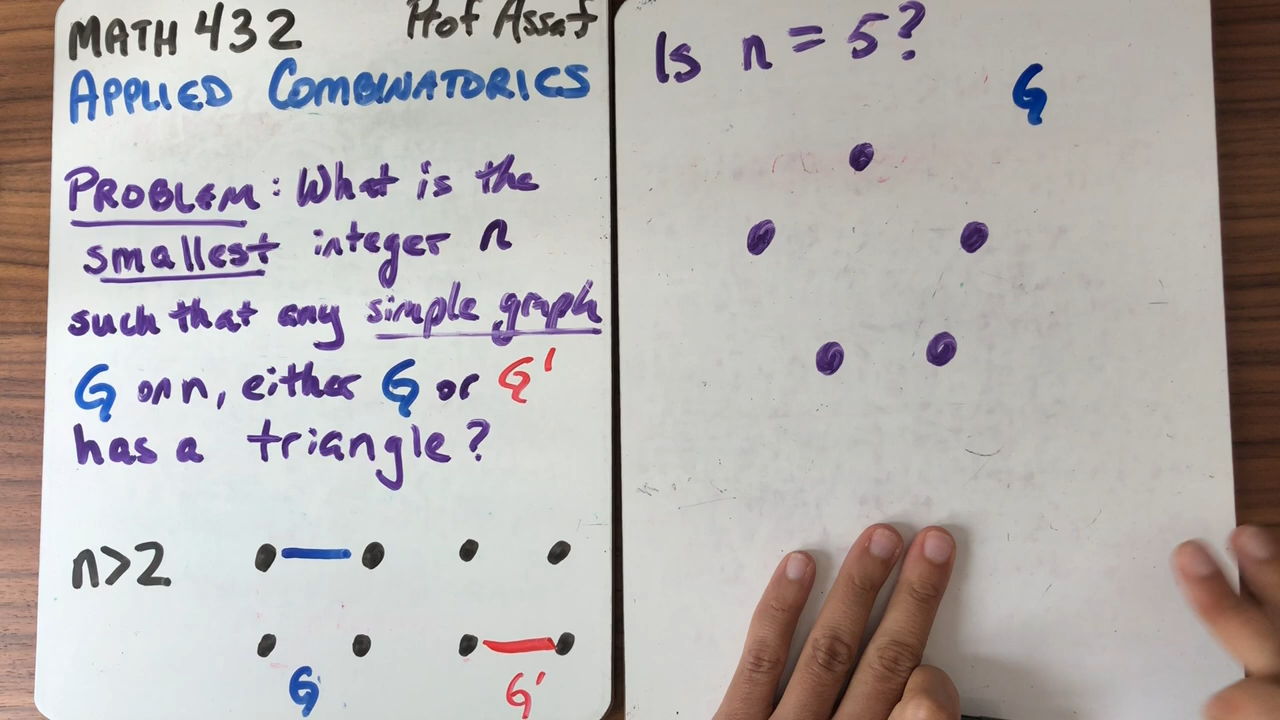 MATH 432 Prof Assaf
APPLIED COMBINATORICS
PROBLEM: What is the
smallest integer n
such that any simple graph
G on n, either G or G'
has a triangle?
n>2
G G'
Is n = 5?
G